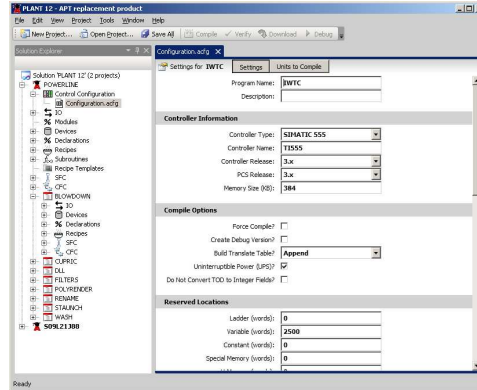 PLANT 12 - APT replacement product
File Edit View Project Tools Window Help
New Project... Open Project... Save All Compile Verify Download Debug
Solution Explorer
Configuration.acfg
Settings for IWTC Settings Units to Compile
Solution 'PLANT 12' (2 projects)
POWERLINE
Control Configuration
Configuration.acfg
IO
Modules
Devices
Declarations
Recipes
Subroutines
Recipe Templates
SFC
CFC
BLOWDOWN
IO
Devices
Declarations
Recipes
SFC
CFC
CUPRIC
DLL
FILTERS
POLYRENDER
RENAME
STAUNCH
WASH
S09L21J88
Program Name: IWTC
Description:
Controller Information
Controller Type: SIMATIC 555
Controller Name: TI555
Controller Release: 3.x
PCS Release: 3.x
Memory Size (KB): 384
Compile Options
Force Compile?
Create Debug Version?
Build Translate Table? Append
Uninterruptible Power (UPS)?
Do Not Convert TOD to Integer Fields?
Reserved Locations
Ladder (words): 0
Variable (words): 2500
Constant (words): 0
Special Memory (words): 0
Ready